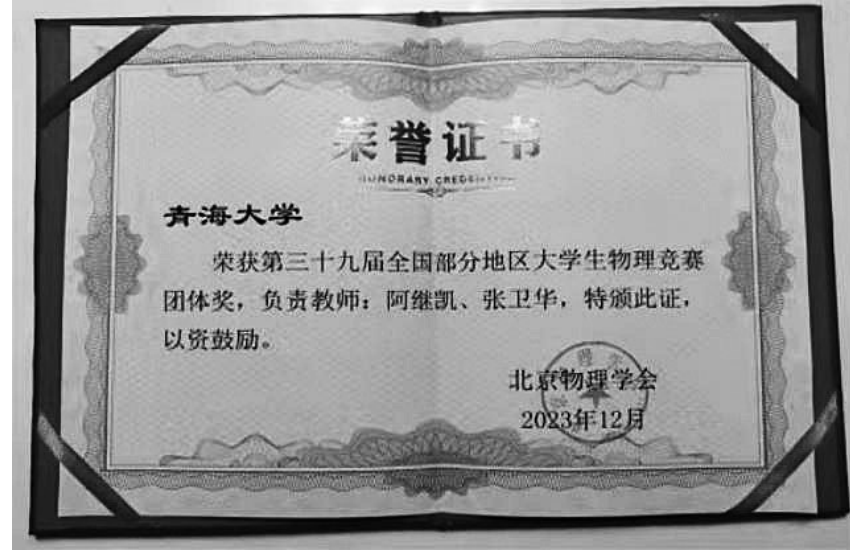 荣誉证书
HONORARY CREDENTIAL
青海大学
荣获第三十九届全国部分地区大学生物理竞赛
团体奖，负责教师：阿继凯、张卫华，特颁此证，
以资鼓励。
北京物理学会
2023年12月